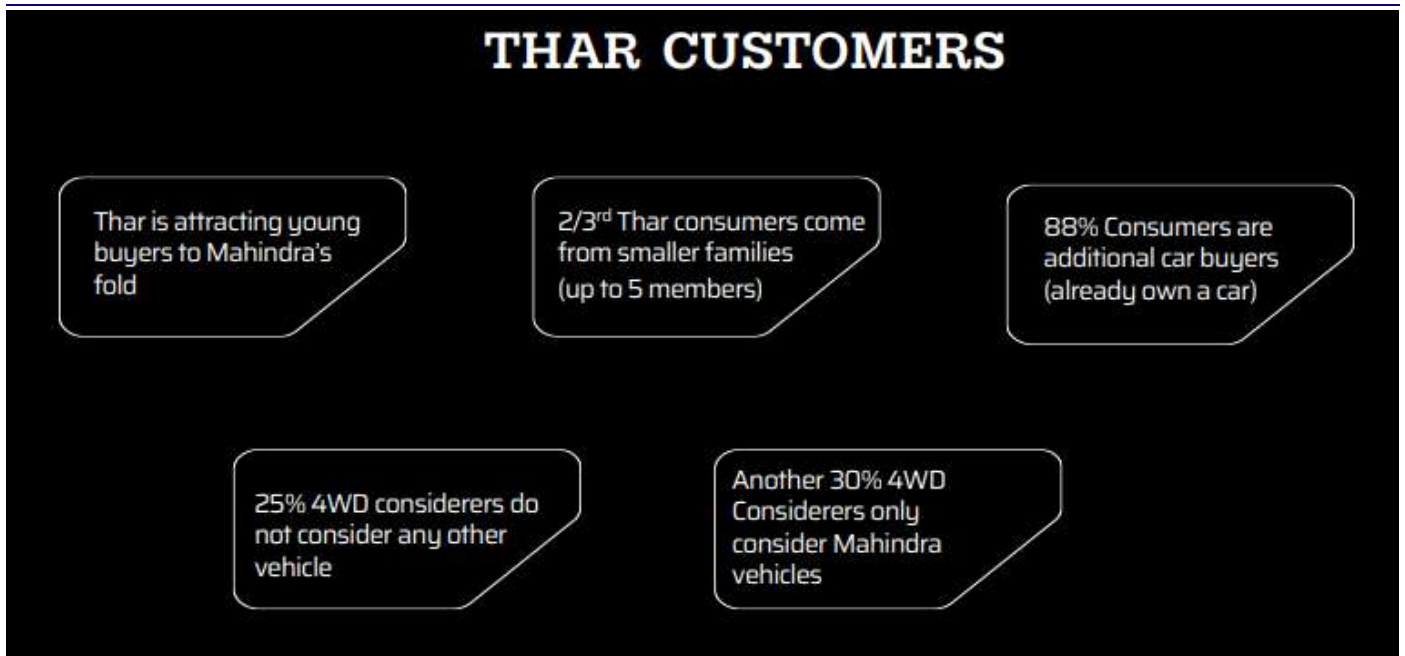 THAR CUSTOMERS
Thar is attracting young
buyers to Mahindra's
fold
2/3rd Thar consumers come
from smaller families
(up to 5 members)
88% Consumers are
additional car buyers
(already own a car)
25% 4WD considerers do
not consider any other
vehicle
Another 30% 4WD
Considerers only
consider Mahindra
vehicles